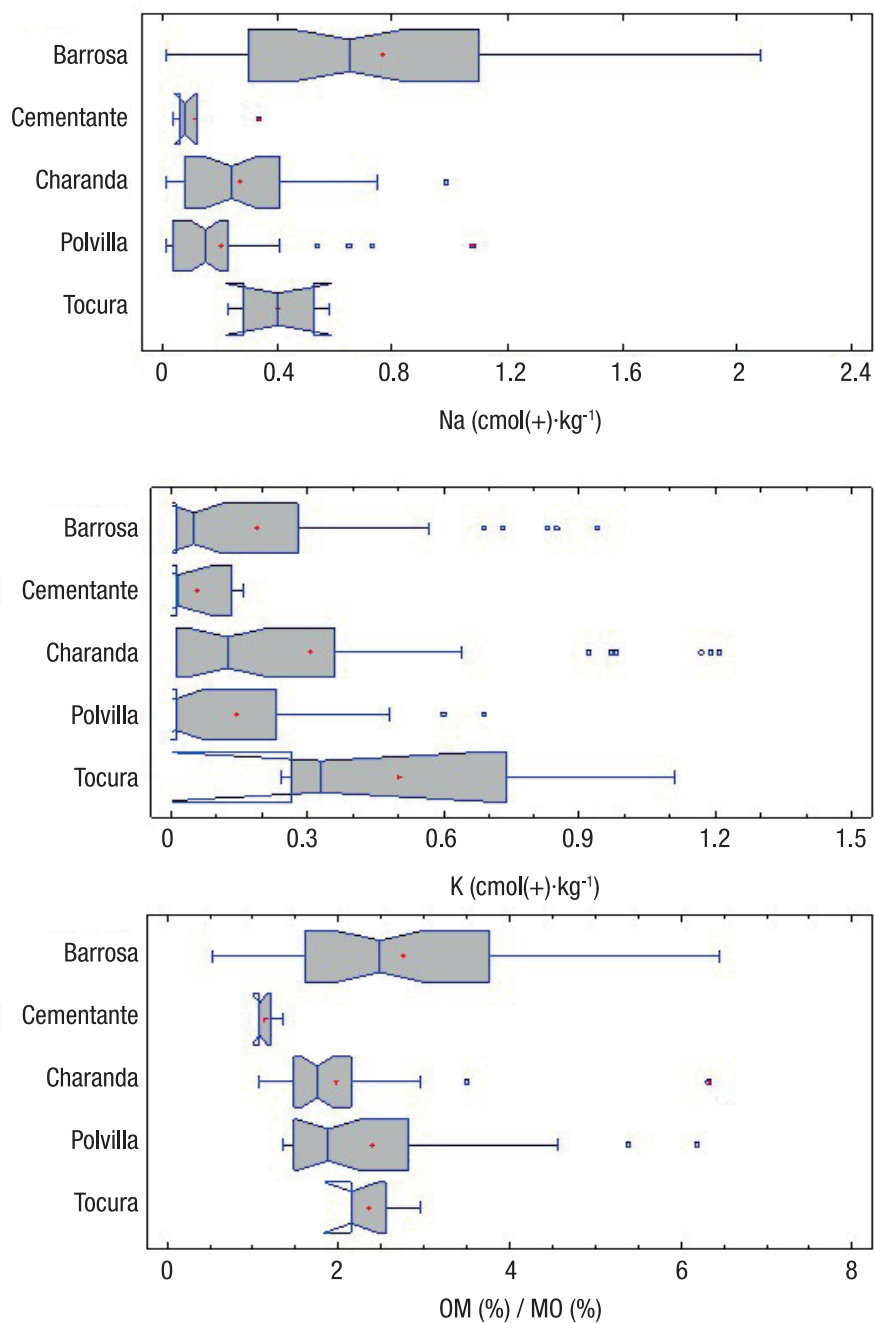 Barrosa
Cementante
Charanda
Polvilla
Tocura
0 0.4 0.8 1.2 1.6 2 2.4
Na (cmol(+)·kg⁻¹)
Barrosa
Cementante
Charanda
Polvilla
Tocura
0 0.3 0.6 0.9 1.2 1.5
K (cmol(+)·kg⁻¹)
Barrosa
Cementante
Charanda
Polvilla
Tocura
0 2 4 6 8
OM (%) / MO (%)